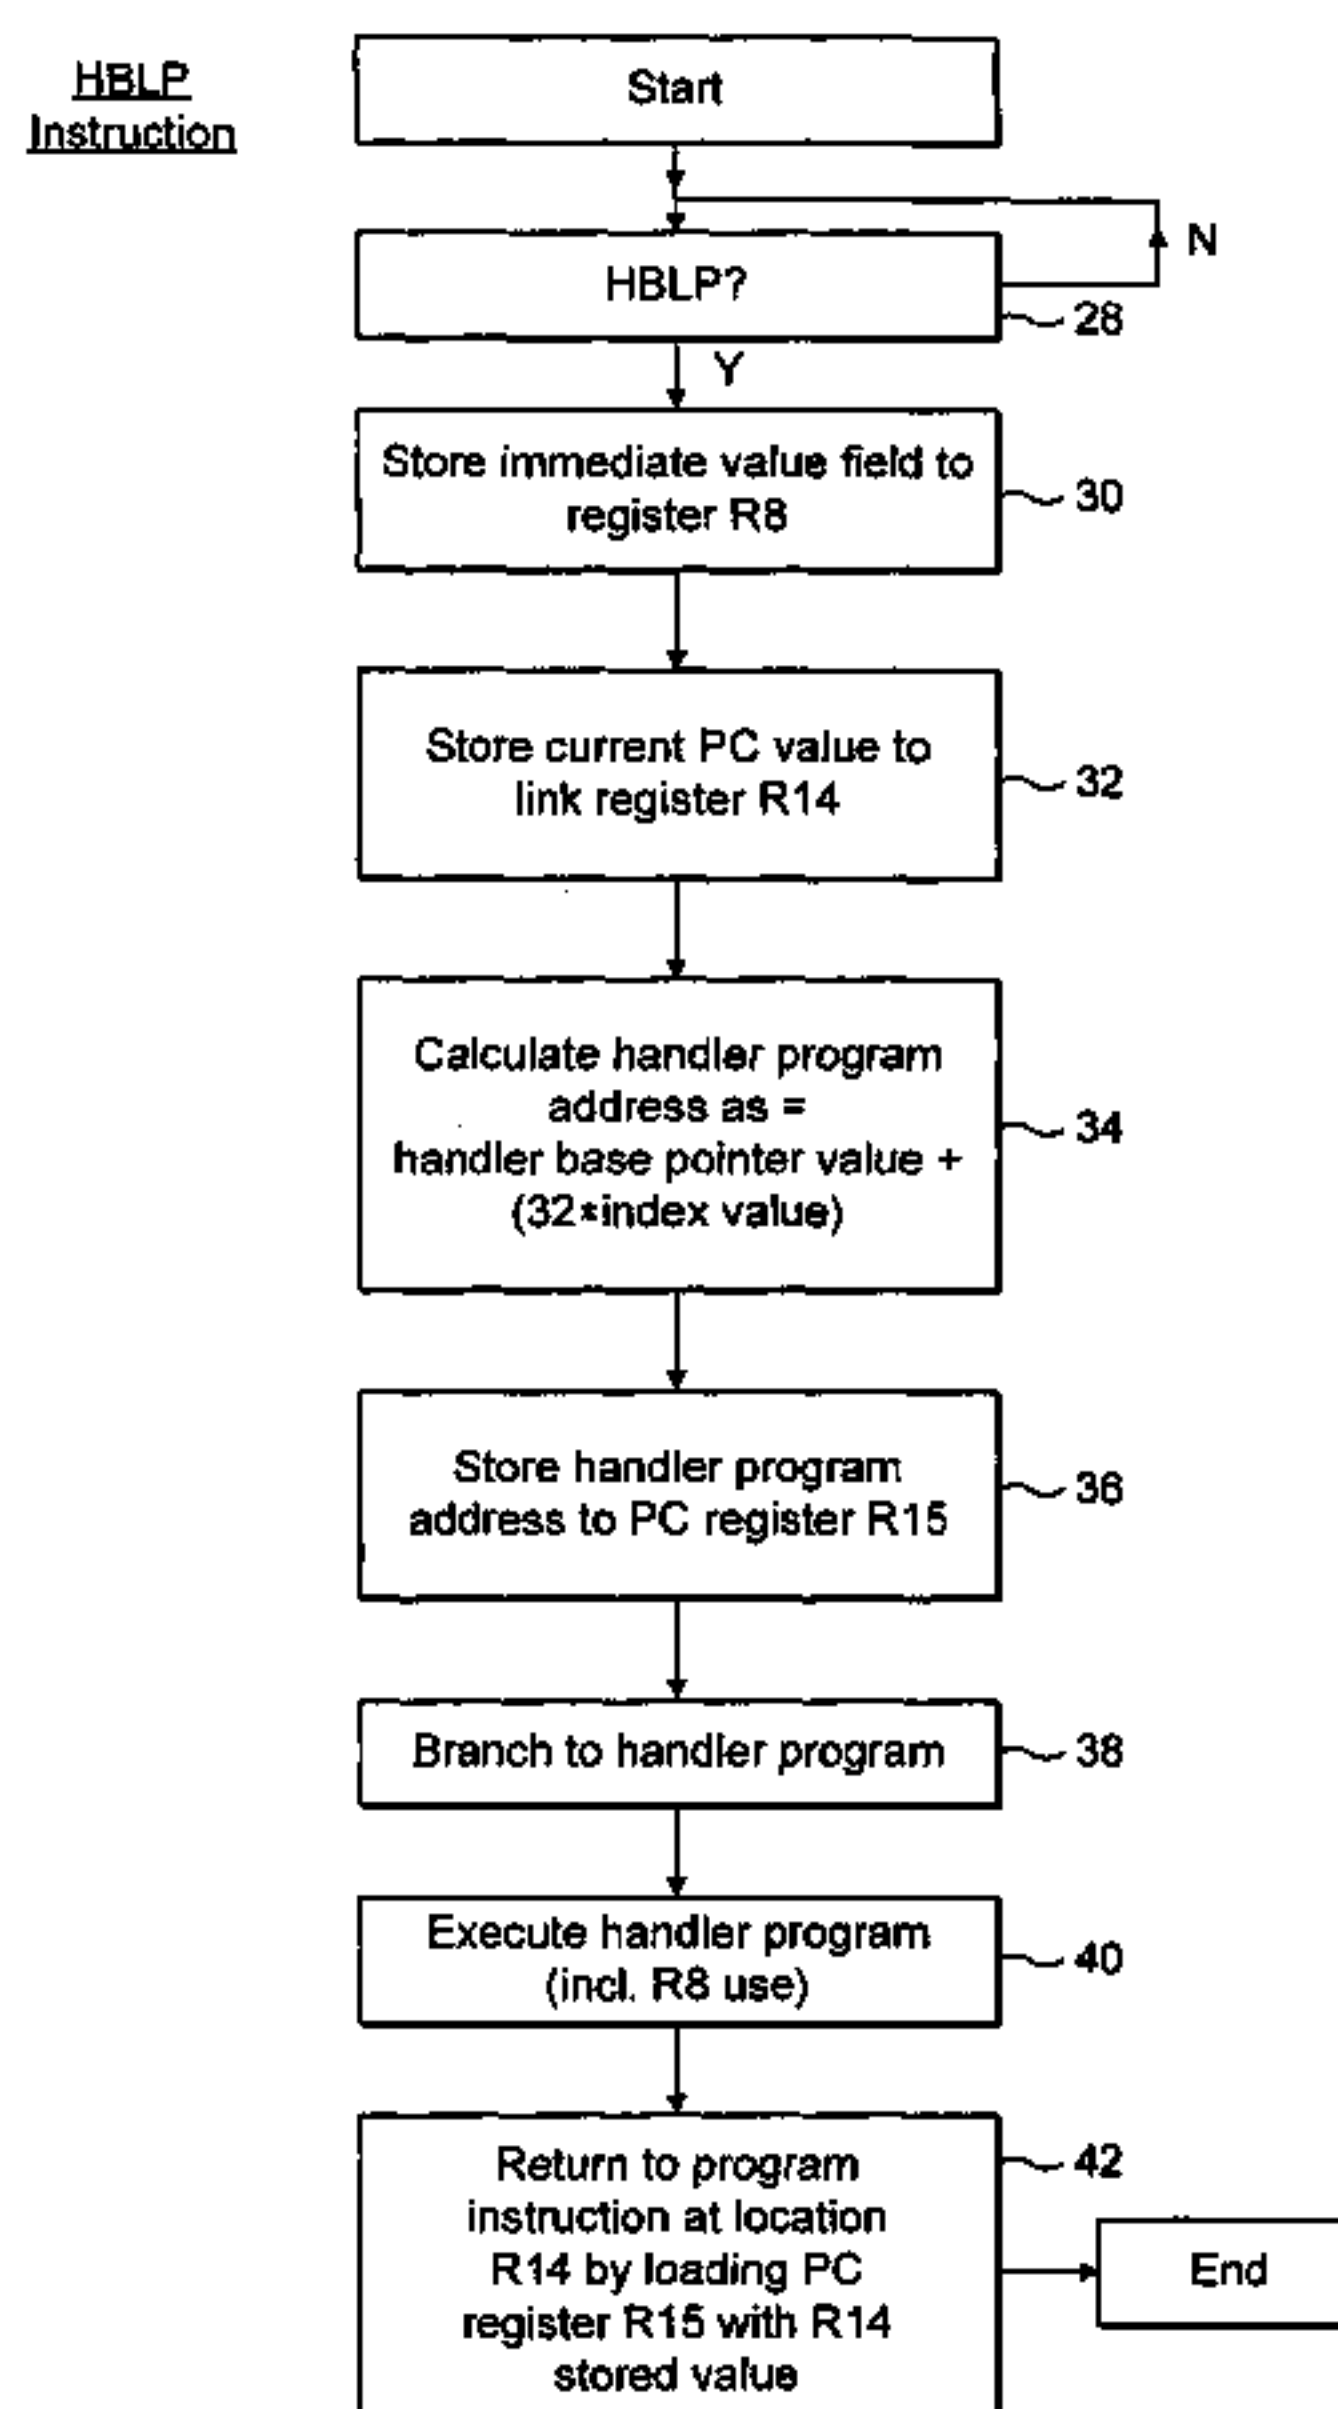 HBLP
Instruction
Start
HBLP?
N
28
Y
Store immediate value field to
register R8
30
Store current PC value to
link register R14
32
Calculate handler program
address as =
handler base pointer value +
(32*index value)
34
Store handler program
address to PC register R15
36
Branch to handler program
38
Execute handler program
(incl. R8 use)
40
Return to program
instruction at location
R14 by loading PC
register R15 with R14
stored value
42
End